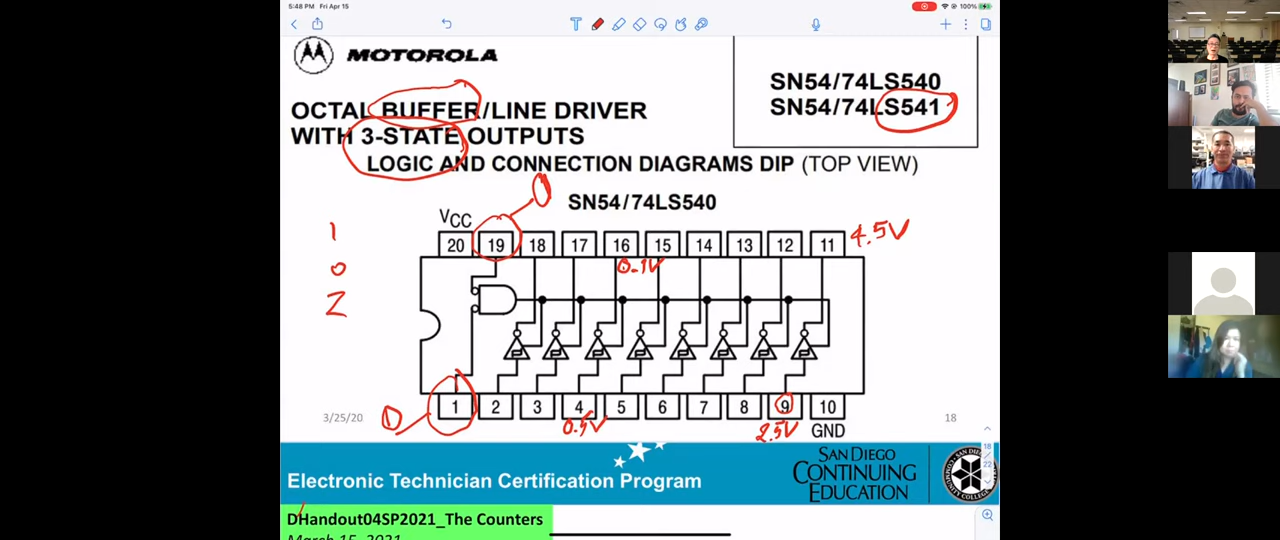 5:48 PM Fri Apr 15
100%
T
MOTOROLA
SN54/74LS540
SN54/74LS541
OCTAL BUFFER/LINE DRIVER
WITH 3-STATE OUTPUTS
LOGIC AND CONNECTION DIAGRAMS DIP (TOP VIEW)
SN54/74LS540
VCC
20 19 18 17 16 15 14 13 12 11 4.5V
0.1V
1
0
Z
1 2 3 4 5 6 7 8 9 10
0.5V 2.5V GND
3/25/20
18
18
22
Electronic Technician Certification Program
SAN DIEGO
CONTINUING
EDUCATION
DHandout04SP2021_The Counters
March 15, 2021